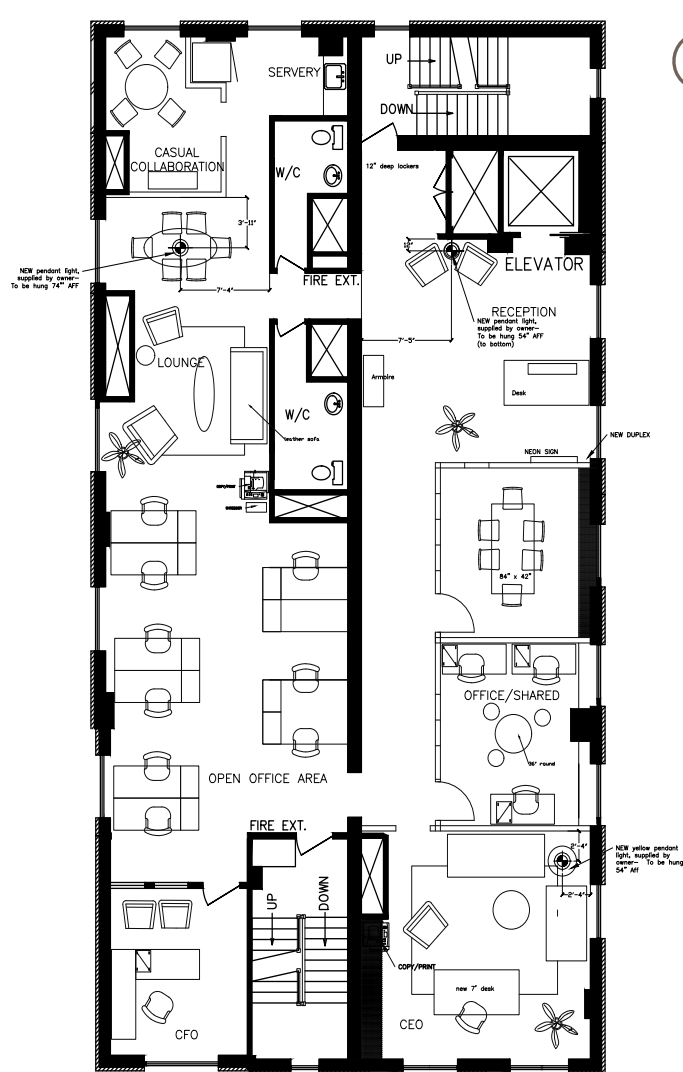 UP
DOWN
SERVERY
CASUAL
COLLABORATION
W/C
12" deep lockers
3'-11"
12"
NEW pendant light,
supplied by owner-
To be hung 74"" AFF
7'-4"
FIRE EXT.
ELEVATOR
RECEPTION
NEW pendant light,
supplied by owner-
To be hung 54" AFF
(to bottom)
7'-5"
LOUNGE
Armoire
Desk
W/C
leather sofa
NEW DUPLEX
NEON SIGN
COPY/PRINT
84" x 42"
OFFICE/SHARED
36" round
OPEN OFFICE AREA
FIRE EXT.
2'-4"
NEW yellow pendant
light, supplied by
owner- To be hung
54" Aff
2'-4"
UP
DOWN
COPY/PRINT
new 7" desk
CFO
CEO